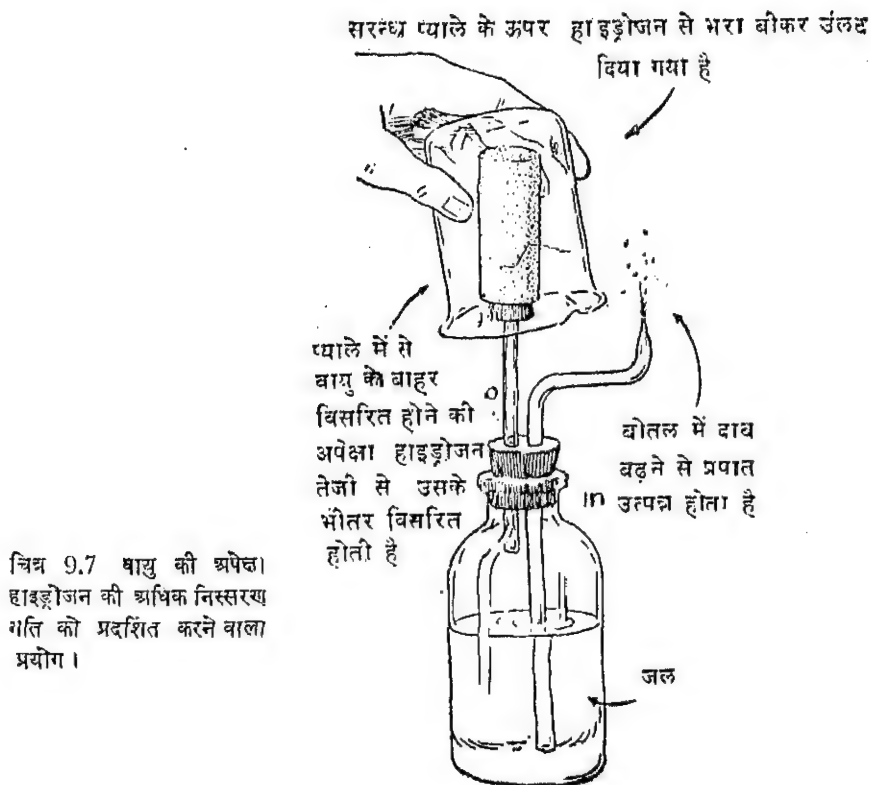 सरन्ध्र प्याले के ऊपर हाइड्रोजन से भरा बीकर उलट
दिया गया है
प्याले में से
वायु के बाहर
विसरित होने की
अपेक्षा हाइड्रोजन
तेजी से उसके
भीतर विसरित
होती है
बोतल में दाब
बढ़ने से प्रपात
उत्पन्न होता है
जल
चित्र 9.7 वायु की अपेक्षा
हाइड्रोजन की अधिक निस्सरण
गति को प्रदर्शित करने वाला
प्रयोग ।